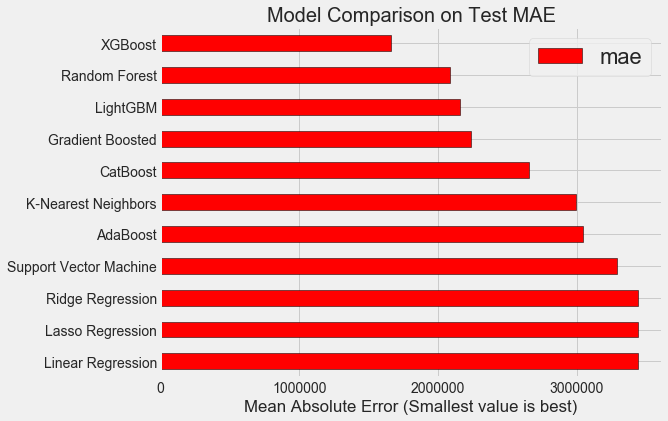 Model Comparison on Test MAE
mae
XGBoost
Random Forest
LightGBM
Gradient Boosted
CatBoost
K-Nearest Neighbors
AdaBoost
Support Vector Machine
Ridge Regression
Lasso Regression
Linear Regression
0 1000000 2000000 3000000
Mean Absolute Error (Smallest value is best)